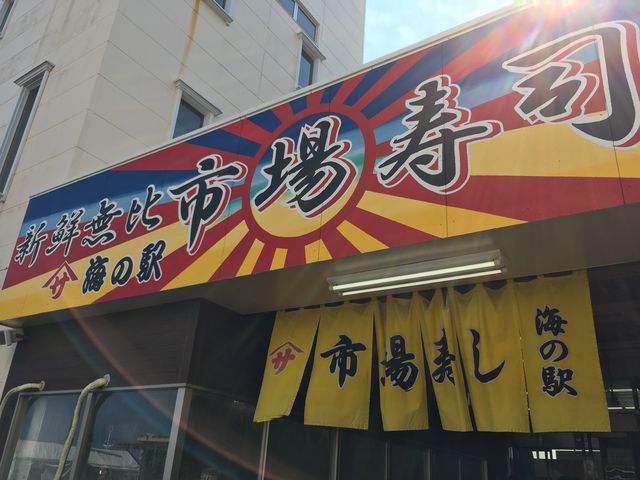 新鮮無比 市場寿司
サ 海の駅
サ 市場寿し 海の駅